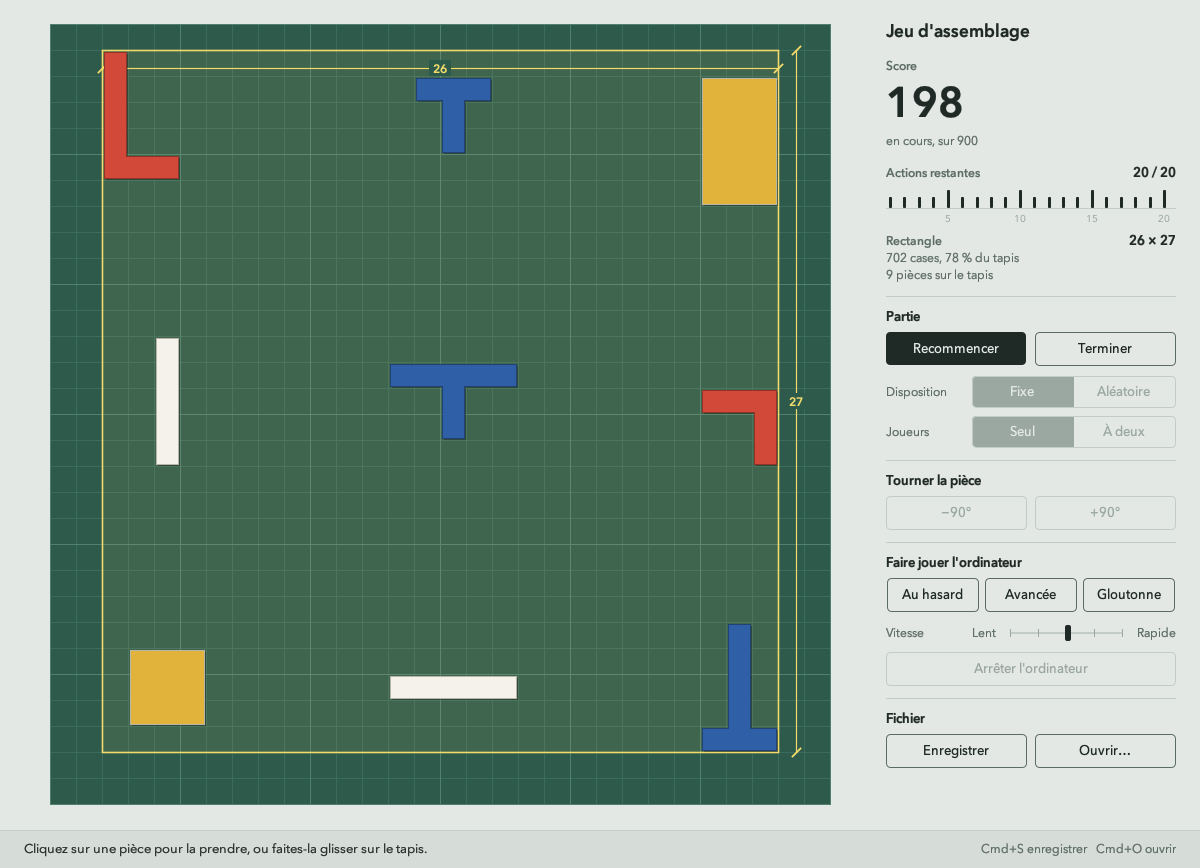 Jeu d'assemblage
Score
198
en cours, sur 900
Actions restantes 20 / 20
5 10 15 20
Rectangle 26 × 27
702 cases, 78 % du tapis
9 pièces sur le tapis
Partie
Recommencer Terminer
Disposition Fixe Aléatoire
Joueurs Seul À deux
Tourner la pièce
−90° +90°
Faire jouer l'ordinateur
Au hasard Avancée Gloutonne
Vitesse Lent Rapide
Arrêter l'ordinateur
Fichier
Enregistrer Ouvrir…
26
27
Cliquez sur une pièce pour la prendre, ou faites-la glisser sur le tapis.
Cmd+S enregistrer Cmd+O ouvrir